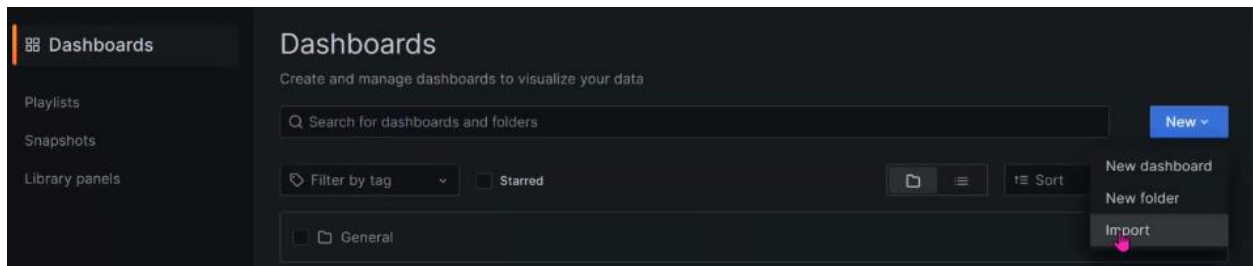 Dashboards
Playlists
Snapshots
Library panels
Dashboards
Create and manage dashboards to visualize your data
Search for dashboards and folders
New
Filter by tag
Starred
Sort
New dashboard
New folder
Import
General